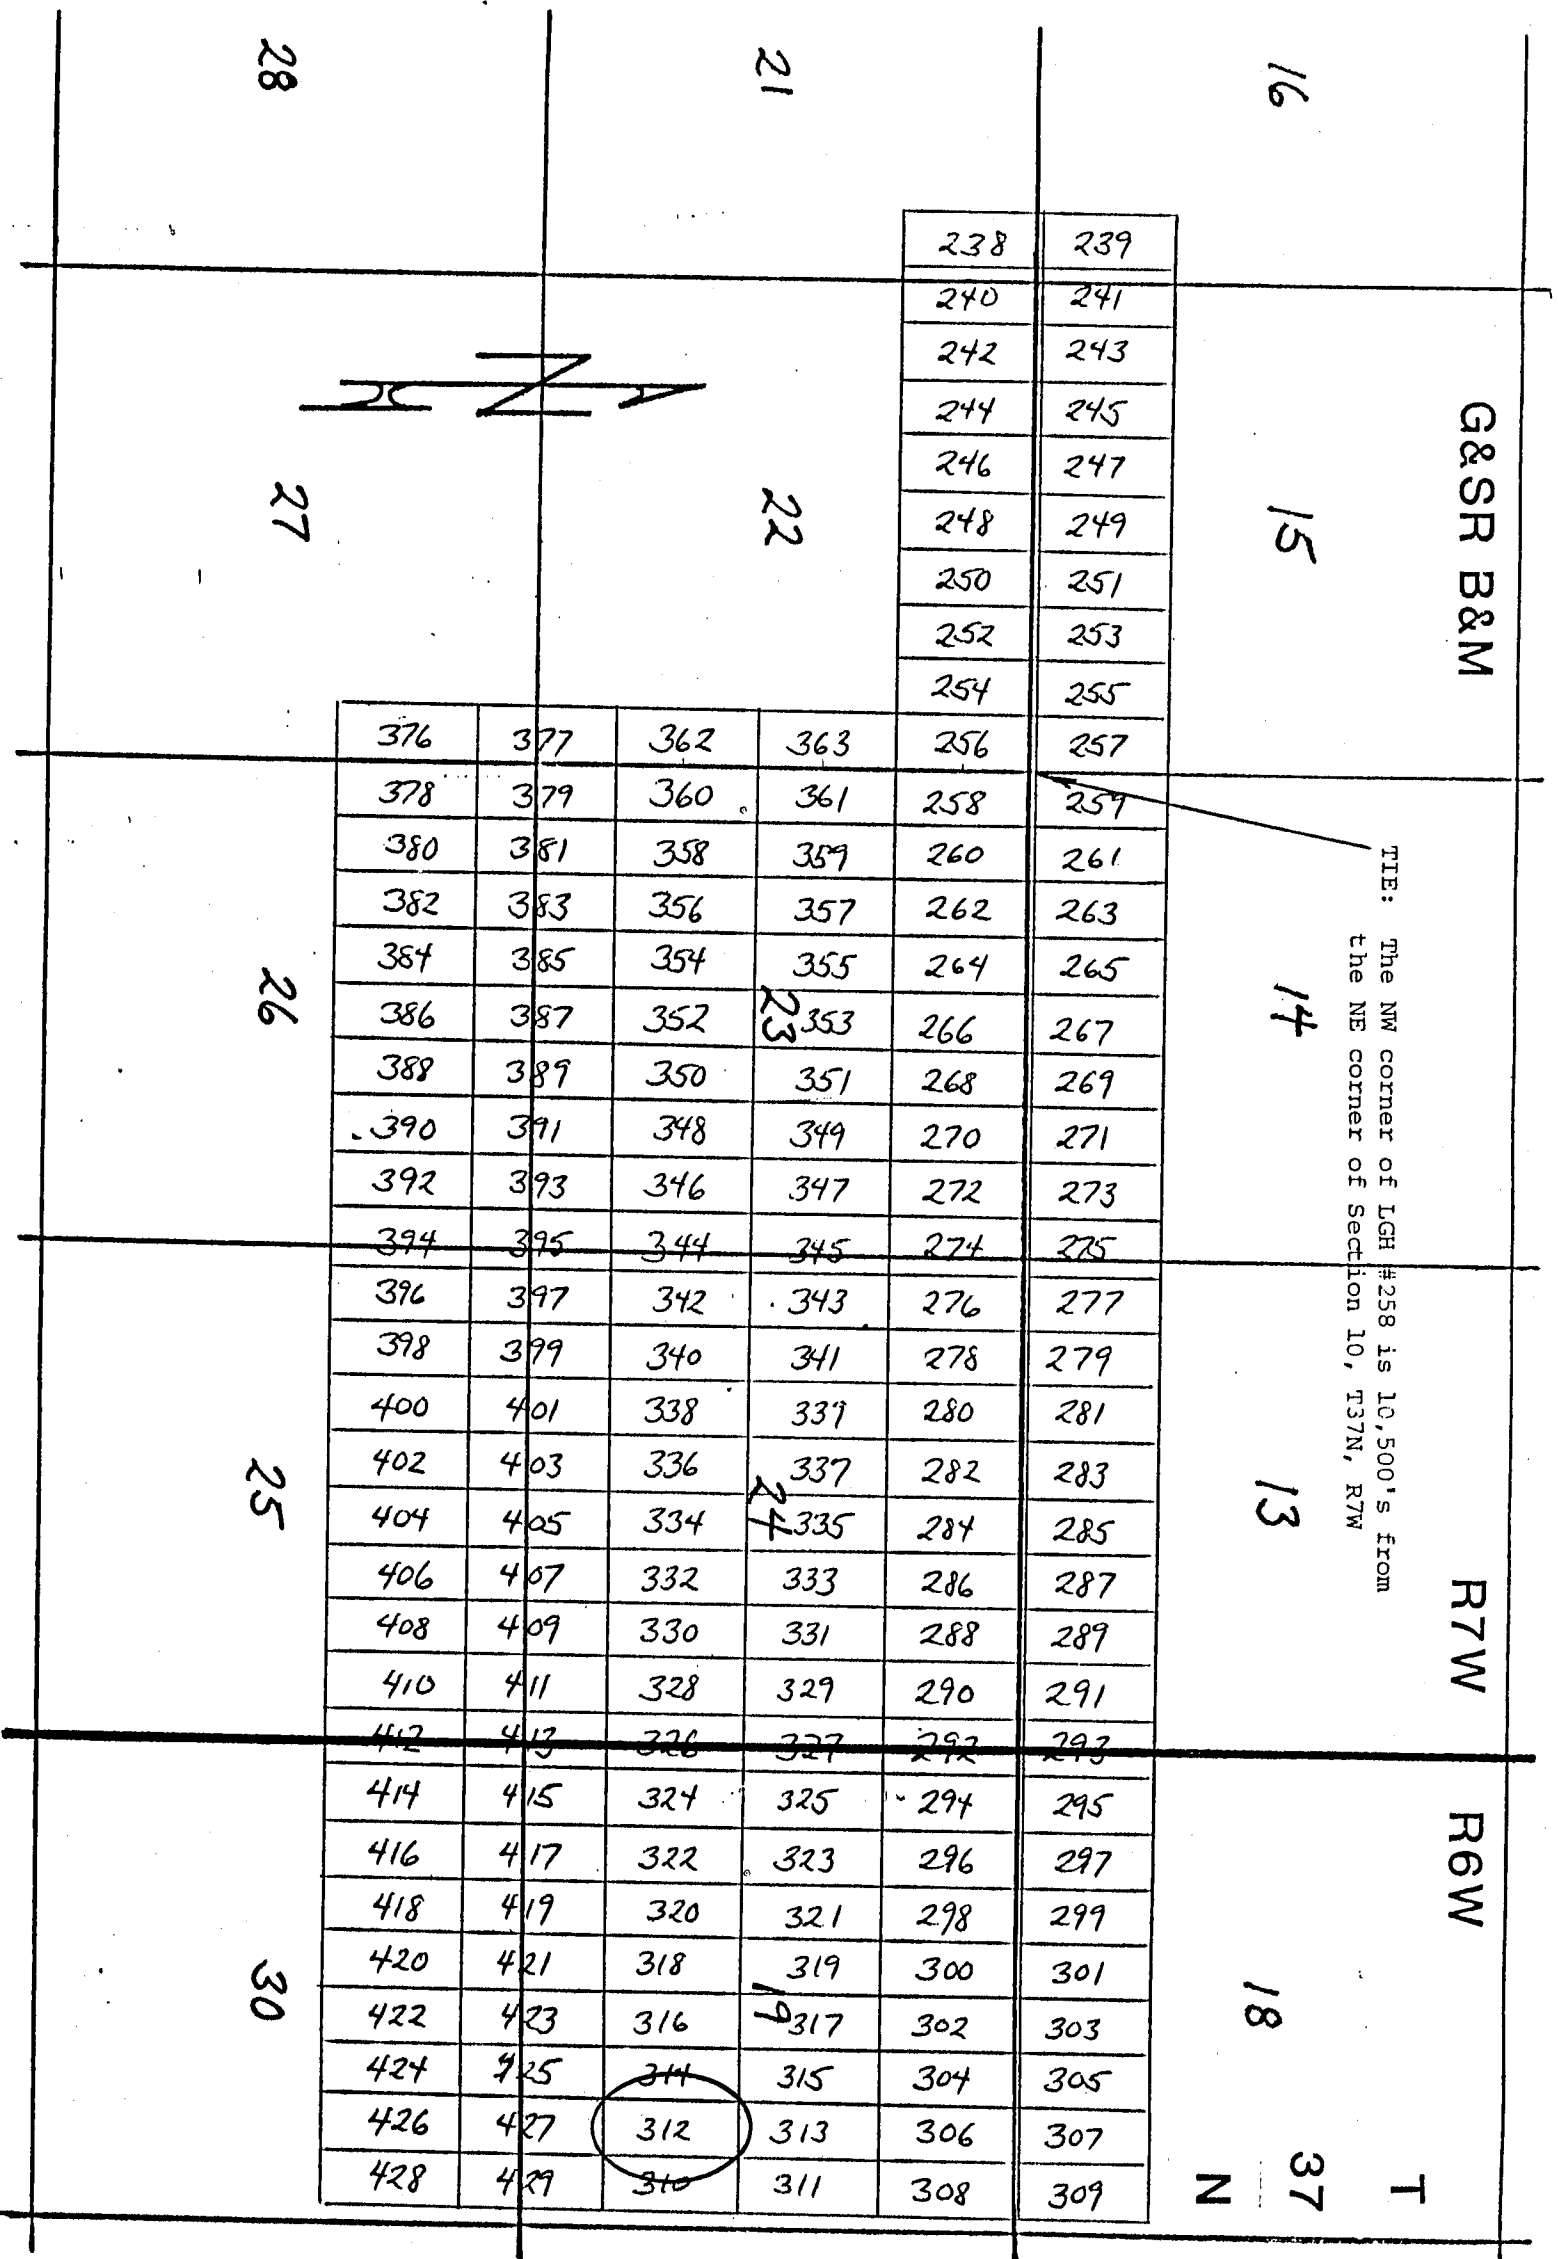 G&SR B&M
R7W
R6W
T
37
N
TIE: The NW corner of LGH #258 is 10,500's from
the NE corner of Section 10, T37N, R7W
16
15
14
13
18
21
22
23
24
19
28
27
26
25
30
N
238 239
240 241
242 243
244 245
246 247
248 249
250 251
252 253
254 255
376 377 362 363 256 257
378 379 360 361 258 259
380 381 358 359 260 261
382 383 356 357 262 263
384 385 354 355 264 265
386 387 352 353 266 267
388 389 350 351 268 269
390 391 348 349 270 271
392 393 346 347 272 273
394 395 344 345 274 275
396 397 342 343 276 277
398 399 340 341 278 279
400 401 338 339 280 281
402 403 336 337 282 283
404 405 334 335 284 285
406 407 332 333 286 287
408 409 330 331 288 289
410 411 328 329 290 291
412 413 326 327 292 293
414 415 324 325 294 295
416 417 322 323 296 297
418 419 320 321 298 299
420 421 318 319 300 301
422 423 316 317 302 303
424 425 314 315 304 305
426 427 312 313 306 307
428 429 310 311 308 309